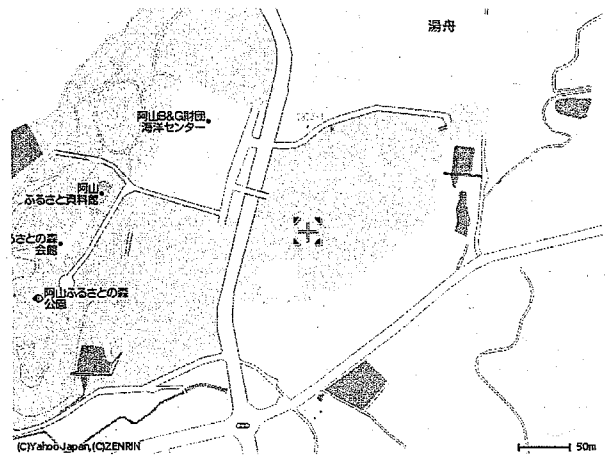 湯舟
阿山B&G財団
海洋センター
阿山
ふるさと資料館
るさとの森
会館
阿山ふるさとの森
公園
(C)Yahoo Japan,(C)ZENRIN
50m